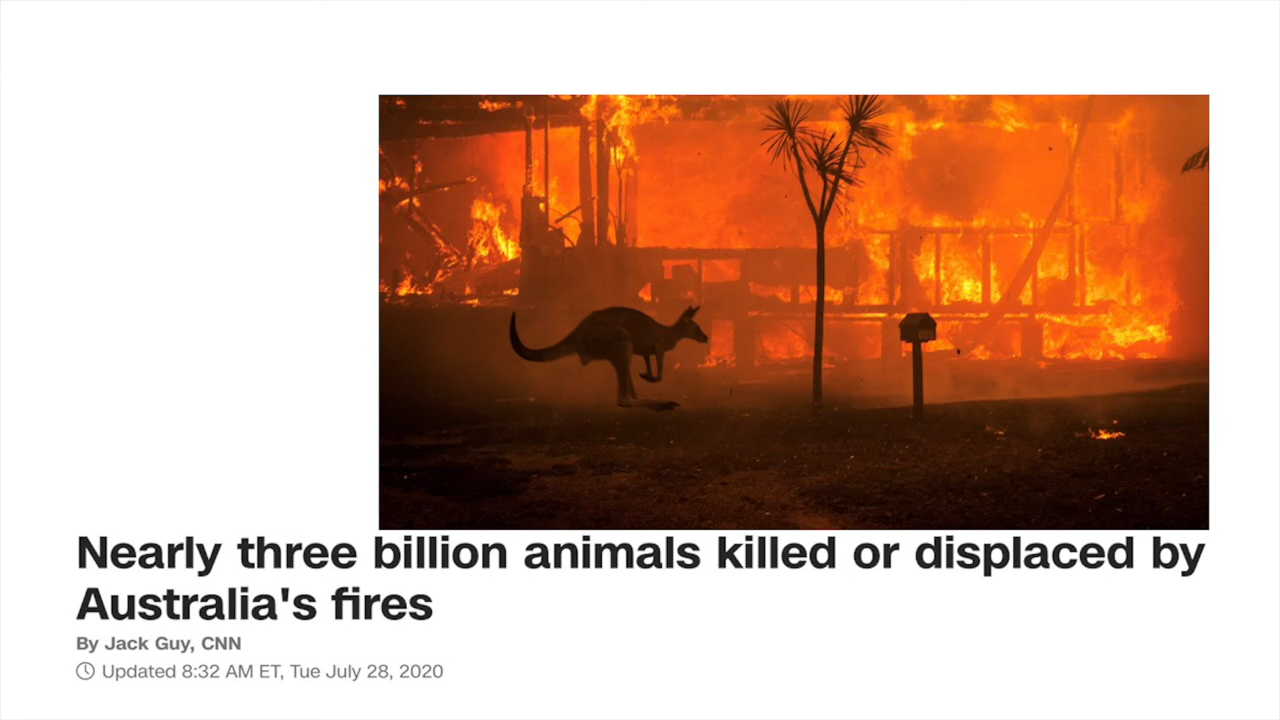 Nearly three billion animals killed or displaced by
Australia's fires
By Jack Guy, CNN
Updated 8:32 AM ET, Tue July 28, 2020